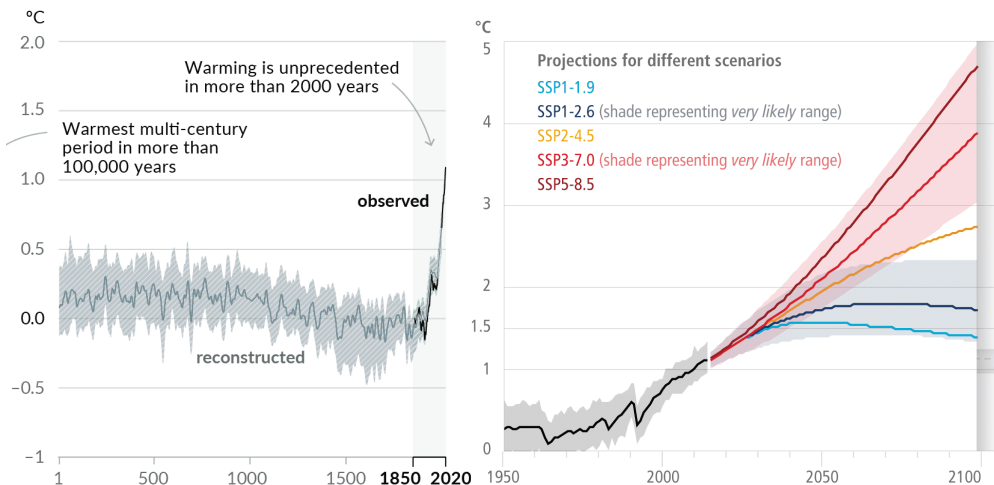 °C
2.0
Warming is unprecedented
in more than 2000 years
1.5
Warmest multi-century
period in more than
100,000 years
1.0
observed
0.5
0.0
reconstructed
−0.5
−1
1
500
1000
1500
1850
2020
°C
5
Projections for different scenarios
SSP1-1.9
SSP1-2.6 (shade representing very likely range)
SSP2-4.5
SSP3-7.0 (shade representing very likely range)
SSP5-8.5
4
3
2
1.5
1
0
1950
2000
2050
2100